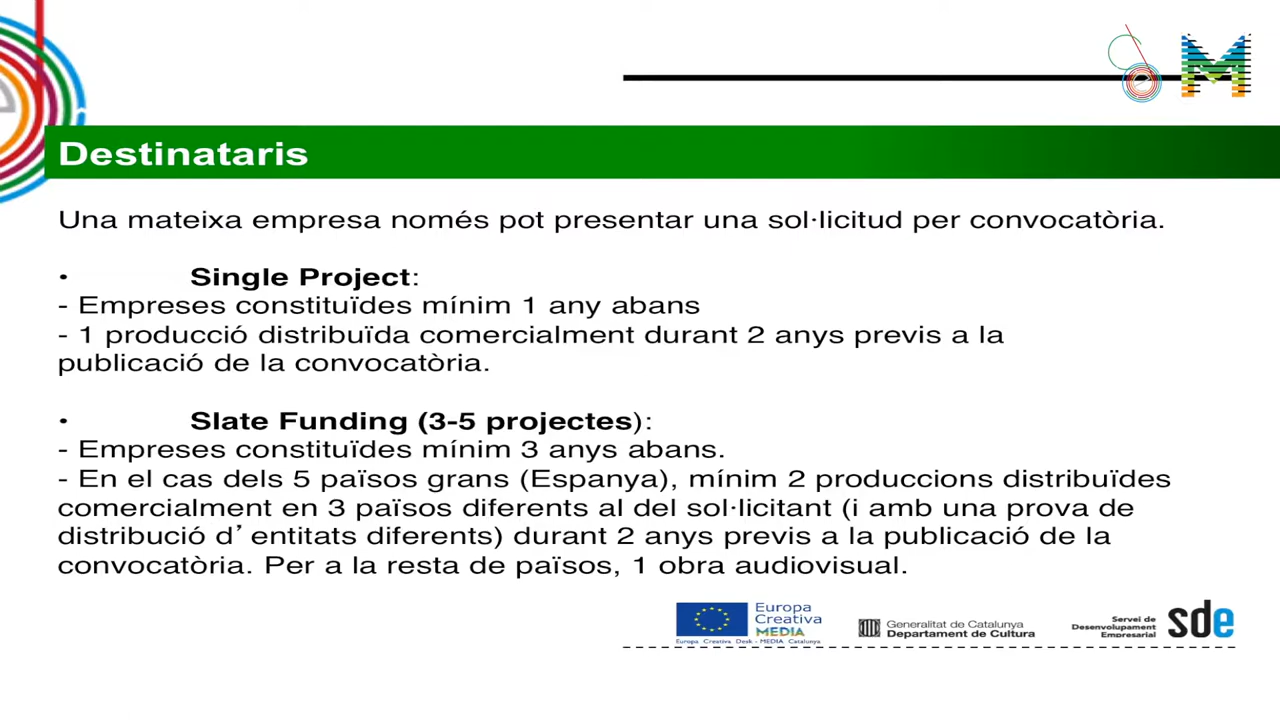 Destinataris
Una mateixa empresa només pot presentar una sol·licitud per convocatòria.
• Single Project:
- Empreses constituïdes mínim 1 any abans
- 1 producció distribuïda comercialment durant 2 anys previs a la
publicació de la convocatòria.
• Slate Funding (3-5 projectes):
- Empreses constituïdes mínim 3 anys abans.
- En el cas dels 5 països grans (Espanya), mínim 2 produccions distribuïdes
comercialment en 3 països diferents al del sol·licitant (i amb una prova de
distribució d’ entitats diferents) durant 2 anys previs a la publicació de la
convocatòria. Per a la resta de països, 1 obra audiovisual.
Europa
Creativa
MEDIA
Europa Creativa Desk - MEDIA Catalunya
Generalitat de Catalunya
Departament de Cultura
Servei de
Desenvolupament
Empresarial
sde